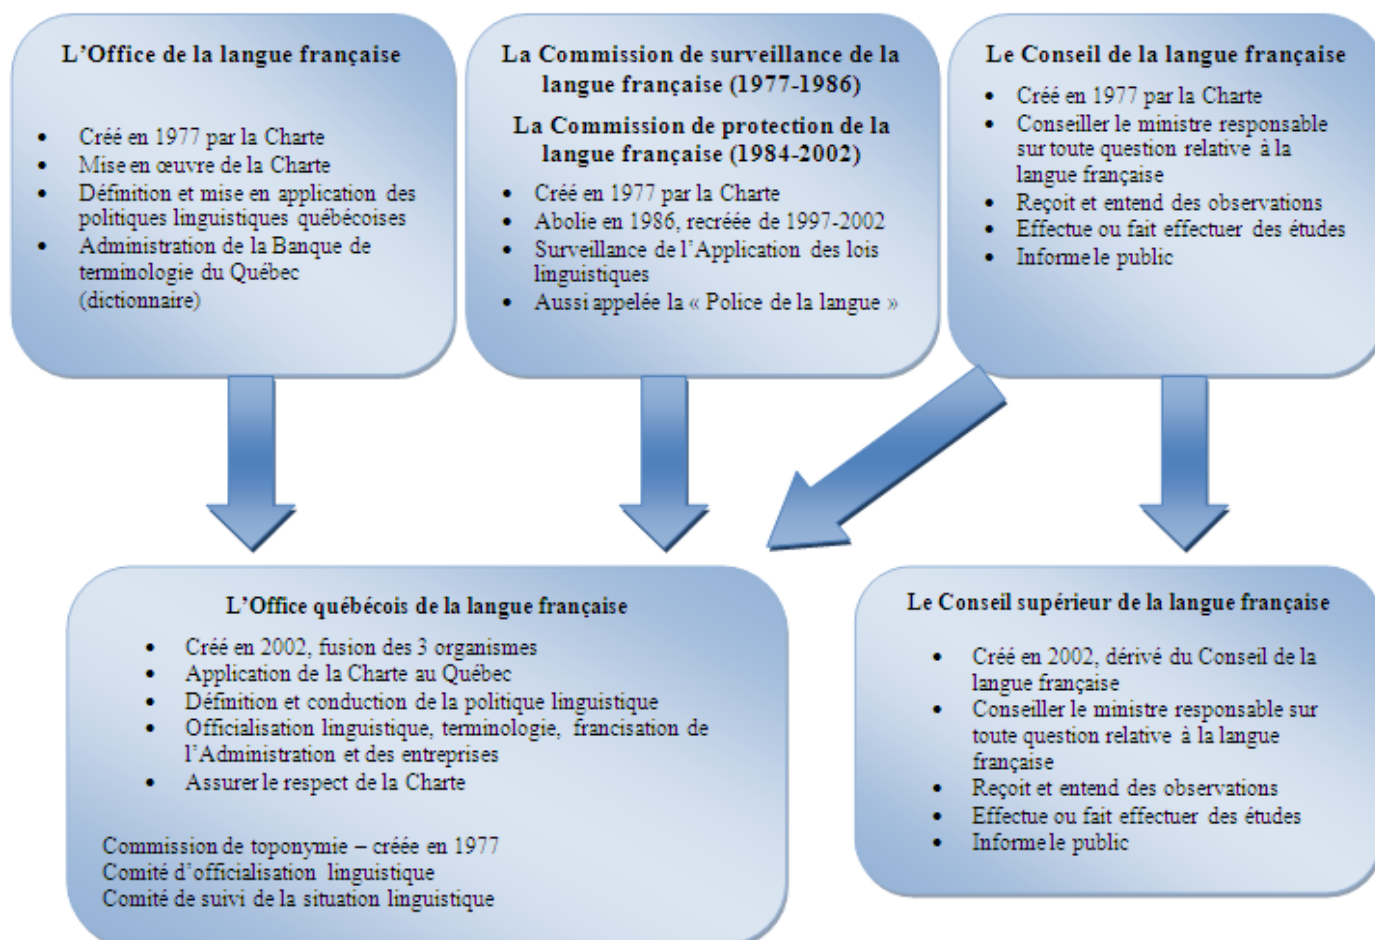 L'Office de la langue française
• Créé en 1977 par la Charte
• Mise en œuvre de la Charte
• Définition et mise en application des
politiques linguistiques québécoises
• Administration de la Banque de
terminologie du Québec
(dictionnaire)
La Commission de surveillance de la
langue française (1977-1986)
La Commission de protection de la
langue française (1984-2002)
• Créé en 1977 par la Charte
• Abolie en 1986, recréée de 1997-2002
• Surveillance de l'Application des lois
linguistiques
• Aussi appelée la « Police de la langue »
Le Conseil de la langue française
• Créé en 1977 par la Charte
• Conseiller le ministre responsable
sur toute question relative à la
langue française
• Reçoit et entend des observations
• Effectue ou fait effectuer des études
• Informe le public
L'Office québécois de la langue française
• Créé en 2002, fusion des 3 organismes
• Application de la Charte au Québec
• Définition et conduction de la politique linguistique
• Officialisation linguistique, terminologie, francisation de
l'Administration et des entreprises
• Assurer le respect de la Charte
Commission de toponymie – créée en 1977
Comité d'officialisation linguistique
Comité de suivi de la situation linguistique
Le Conseil supérieur de la langue française
• Créé en 2002, dérivé du Conseil de la
langue française
• Conseiller le ministre responsable sur
toute question relative à la langue
française
• Reçoit et entend des observations
• Effectue ou fait effectuer des études
• Informe le public